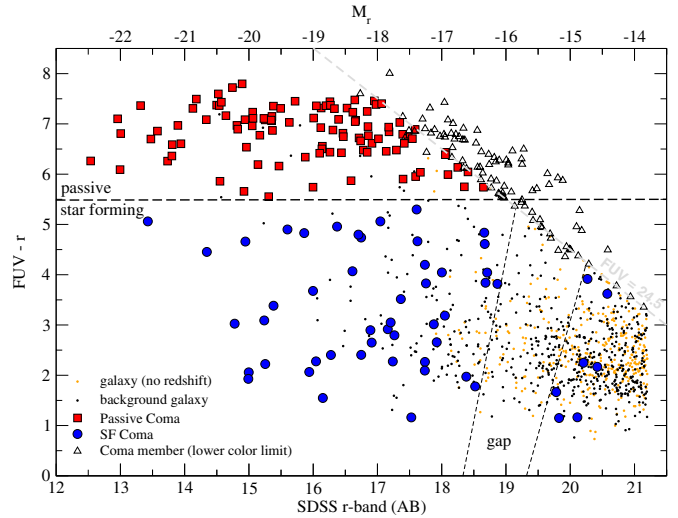 M_r
-22 -21 -20 -19 -18 -17 -16 -15 -14
8
7
6
5
4
3
2
1
0
FUV - r
passive
star forming
FUV = 24.5
galaxy (no redshift)
background galaxy
Passive Coma
SF Coma
Coma member (lower color limit)
gap
12 13 14 15 16 17 18 19 20 21
SDSS r-band (AB)